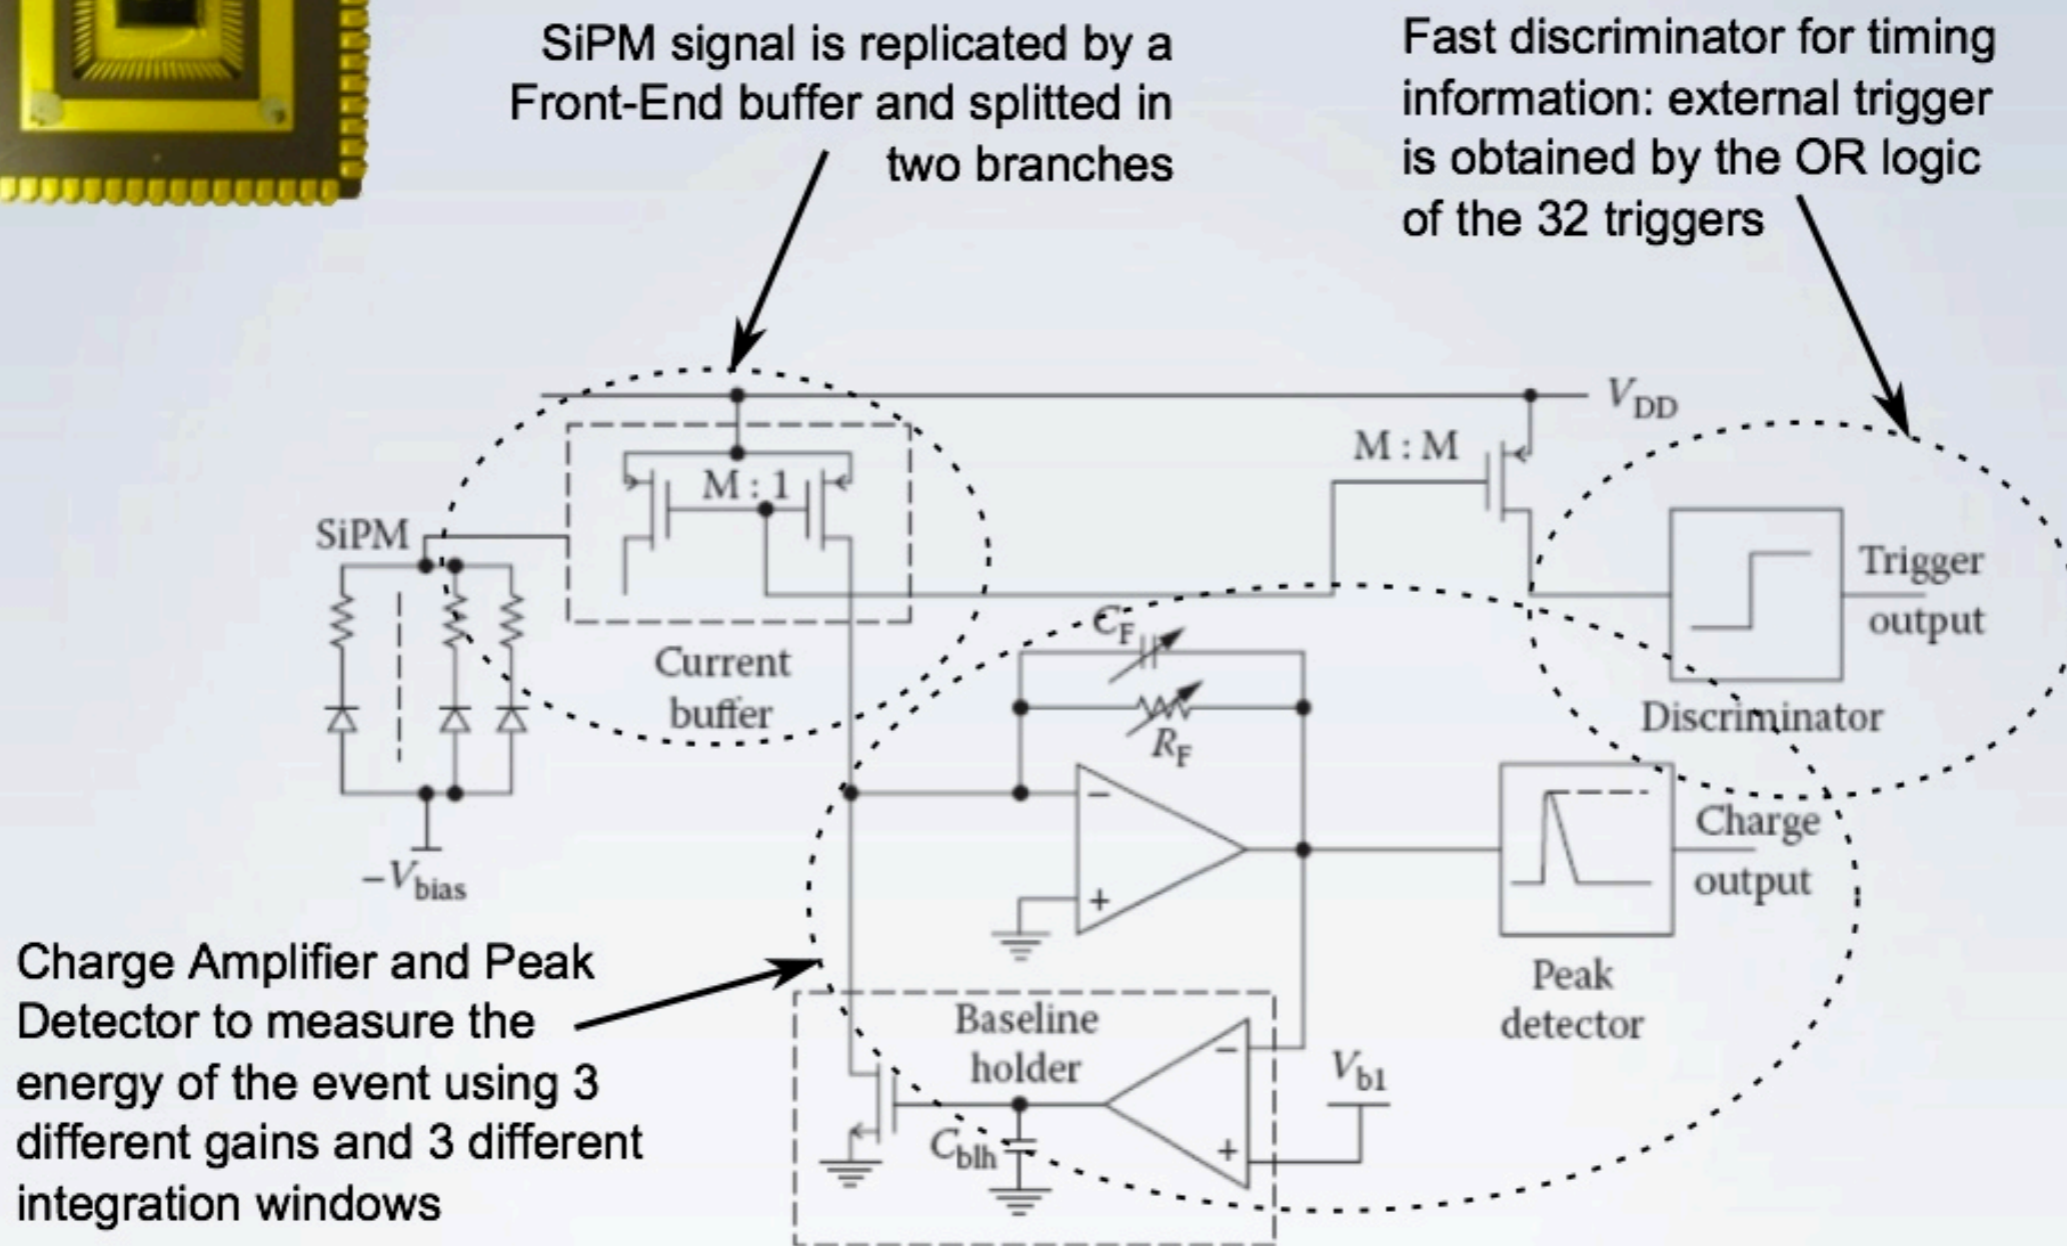 SiPM signal is replicated by a
Front-End buffer and splitted in
two branches
Fast discriminator for timing
information: external trigger
is obtained by the OR logic
of the 32 triggers
V_DD
M : M
M : 1
SiPM
Trigger
output
C_F
Current
buffer
R_F
Discriminator
−
Charge
output
−V_bias
+
Peak
detector
Charge Amplifier and Peak
Detector to measure the
energy of the event using 3
different gains and 3 different
integration windows
Baseline
holder
−
V_b1
C_blh
+